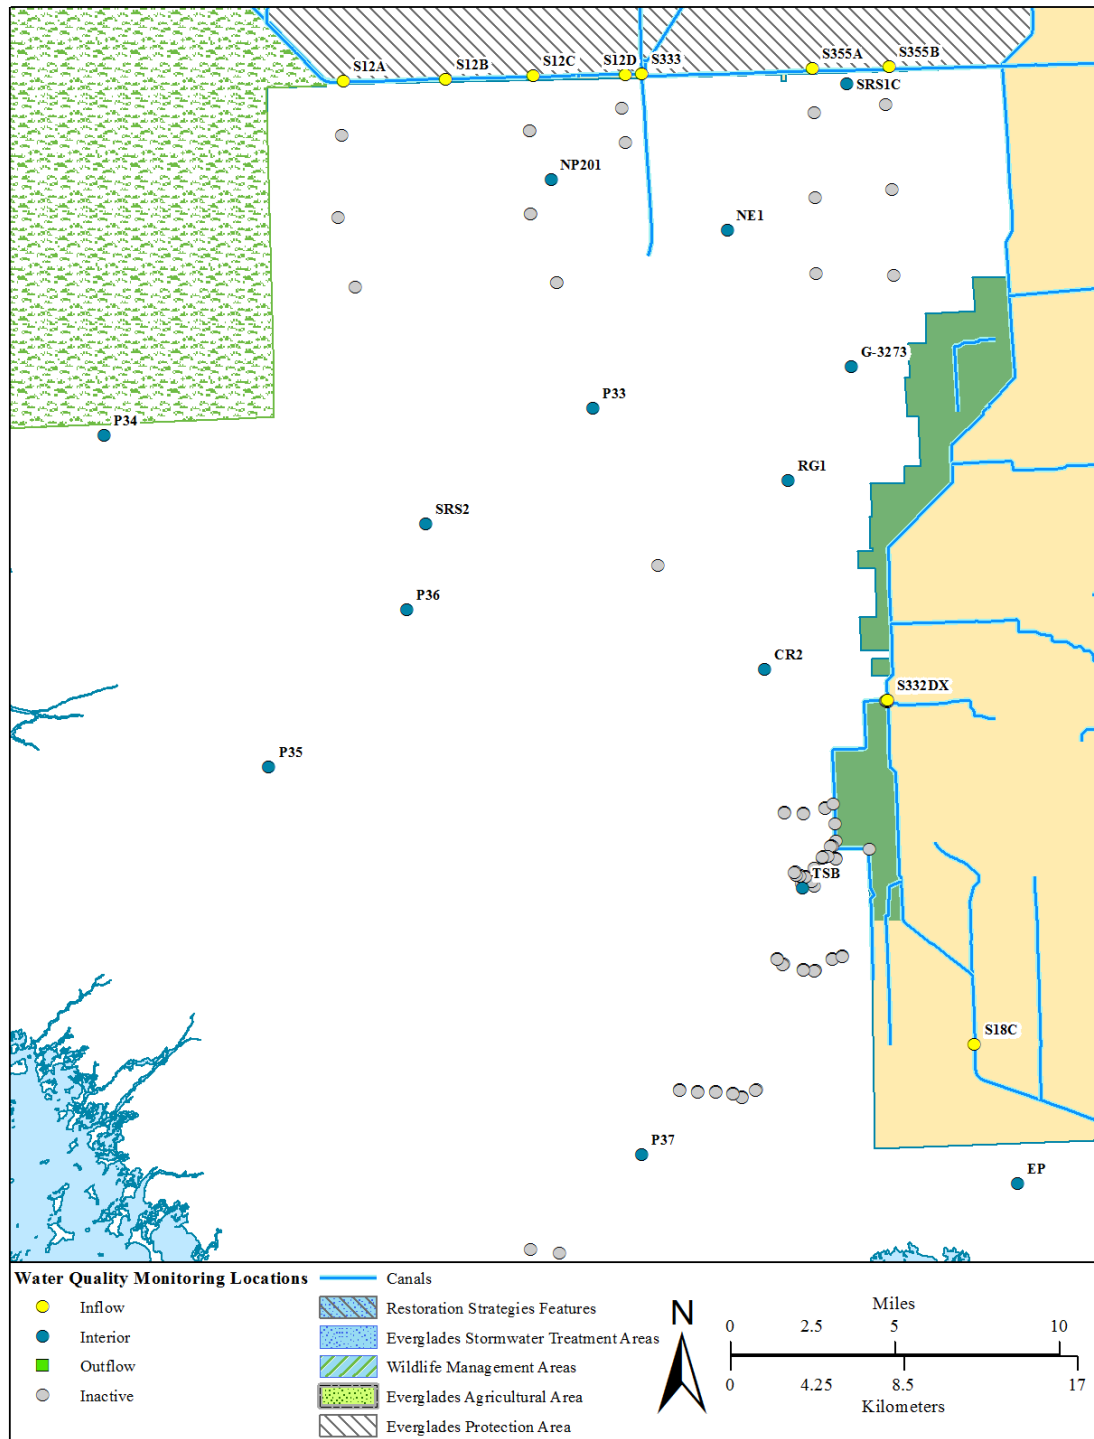 S12A
S12B
S12C
S12D
S333
S355A
S355B
SRS1C
NP201
NE1
G-3273
P33
P34
RG1
SRS2
P36
CR2
S332DX
P35
TSB
S18C
P37
EP
Water Quality Monitoring Locations
Inflow
Interior
Outflow
Inactive
Canals
Restoration Strategies Features
Everglades Stormwater Treatment Areas
Wildlife Management Areas
Everglades Agricultural Area
Everglades Protection Area
N
Miles
0 2.5 5 10
0 4.25 8.5 17
Kilometers